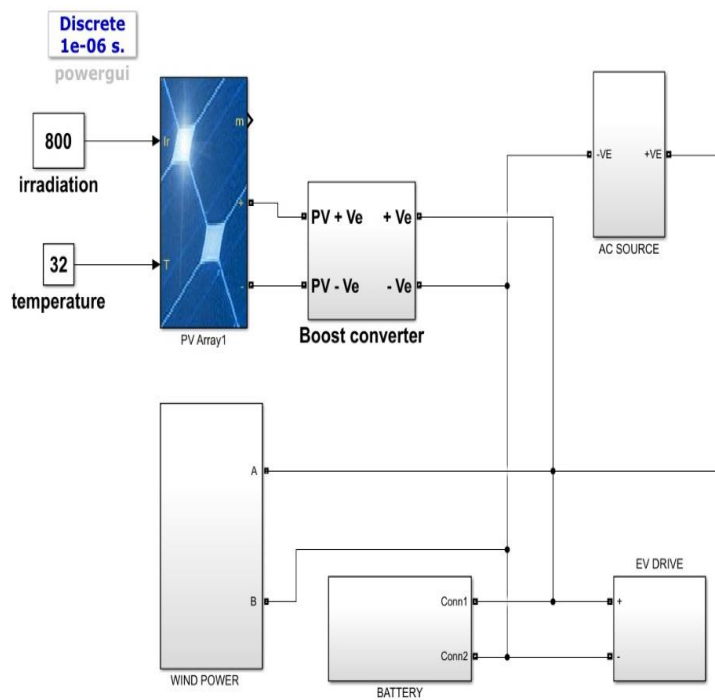 Discrete
1e-06 s.
powergui
800
irradiation
32
temperature
Ir
T
m
+
-
PV Array1
PV + Ve + Ve
PV - Ve - Ve
Boost converter
-VE +VE
AC SOURCE
A
B
WIND POWER
Conn1
Conn2
BATTERY
EV DRIVE
+
-